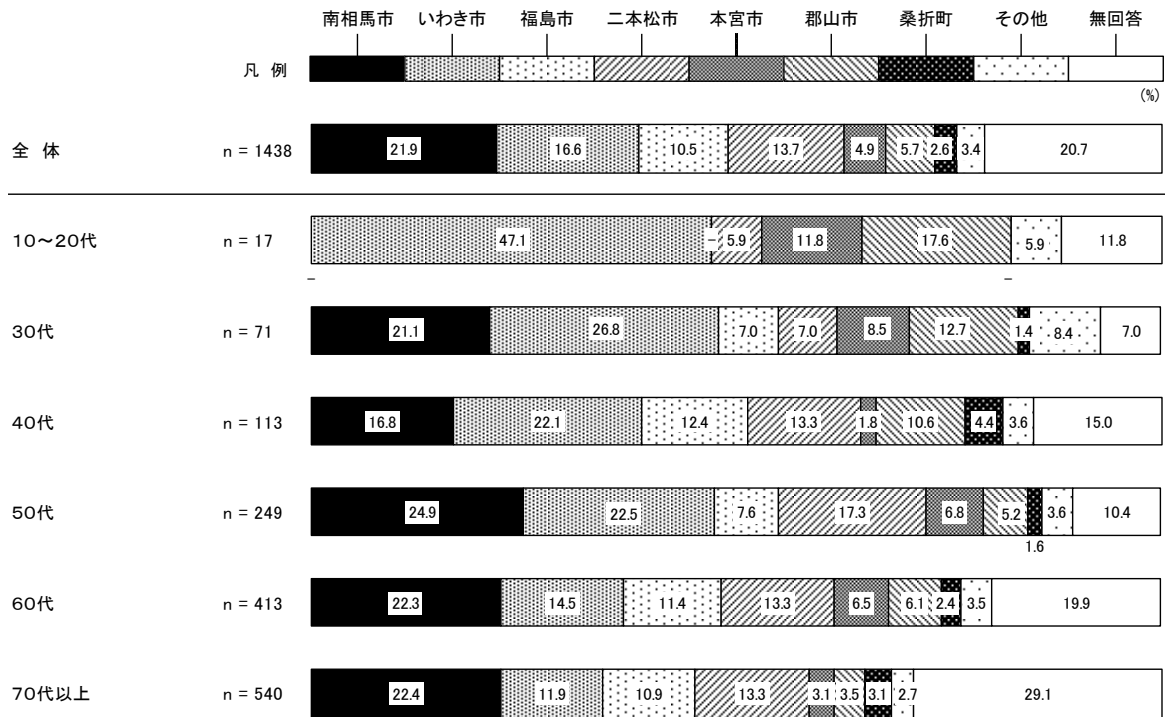 南相馬市 いわき市 福島市 二本松市 本宮市 郡山市 桑折町 その他 無回答
凡 例
(%)
全 体 n = 1438 21.9 16.6 10.5 13.7 4.9 5.7 2.6 3.4 20.7
10～20代 n = 17 47.1 － 5.9 11.8 17.6 5.9 11.8
－ －
30代 n = 71 21.1 26.8 7.0 7.0 8.5 12.7 1.4 8.4 7.0
40代 n = 113 16.8 22.1 12.4 13.3 1.8 10.6 4.4 3.6 15.0
50代 n = 249 24.9 22.5 7.6 17.3 6.8 5.2 3.6 10.4
1.6
60代 n = 413 22.3 14.5 11.4 13.3 6.5 6.1 2.4 3.5 19.9
70代以上 n = 540 22.4 11.9 10.9 13.3 3.1 3.5 3.1 2.7 29.1